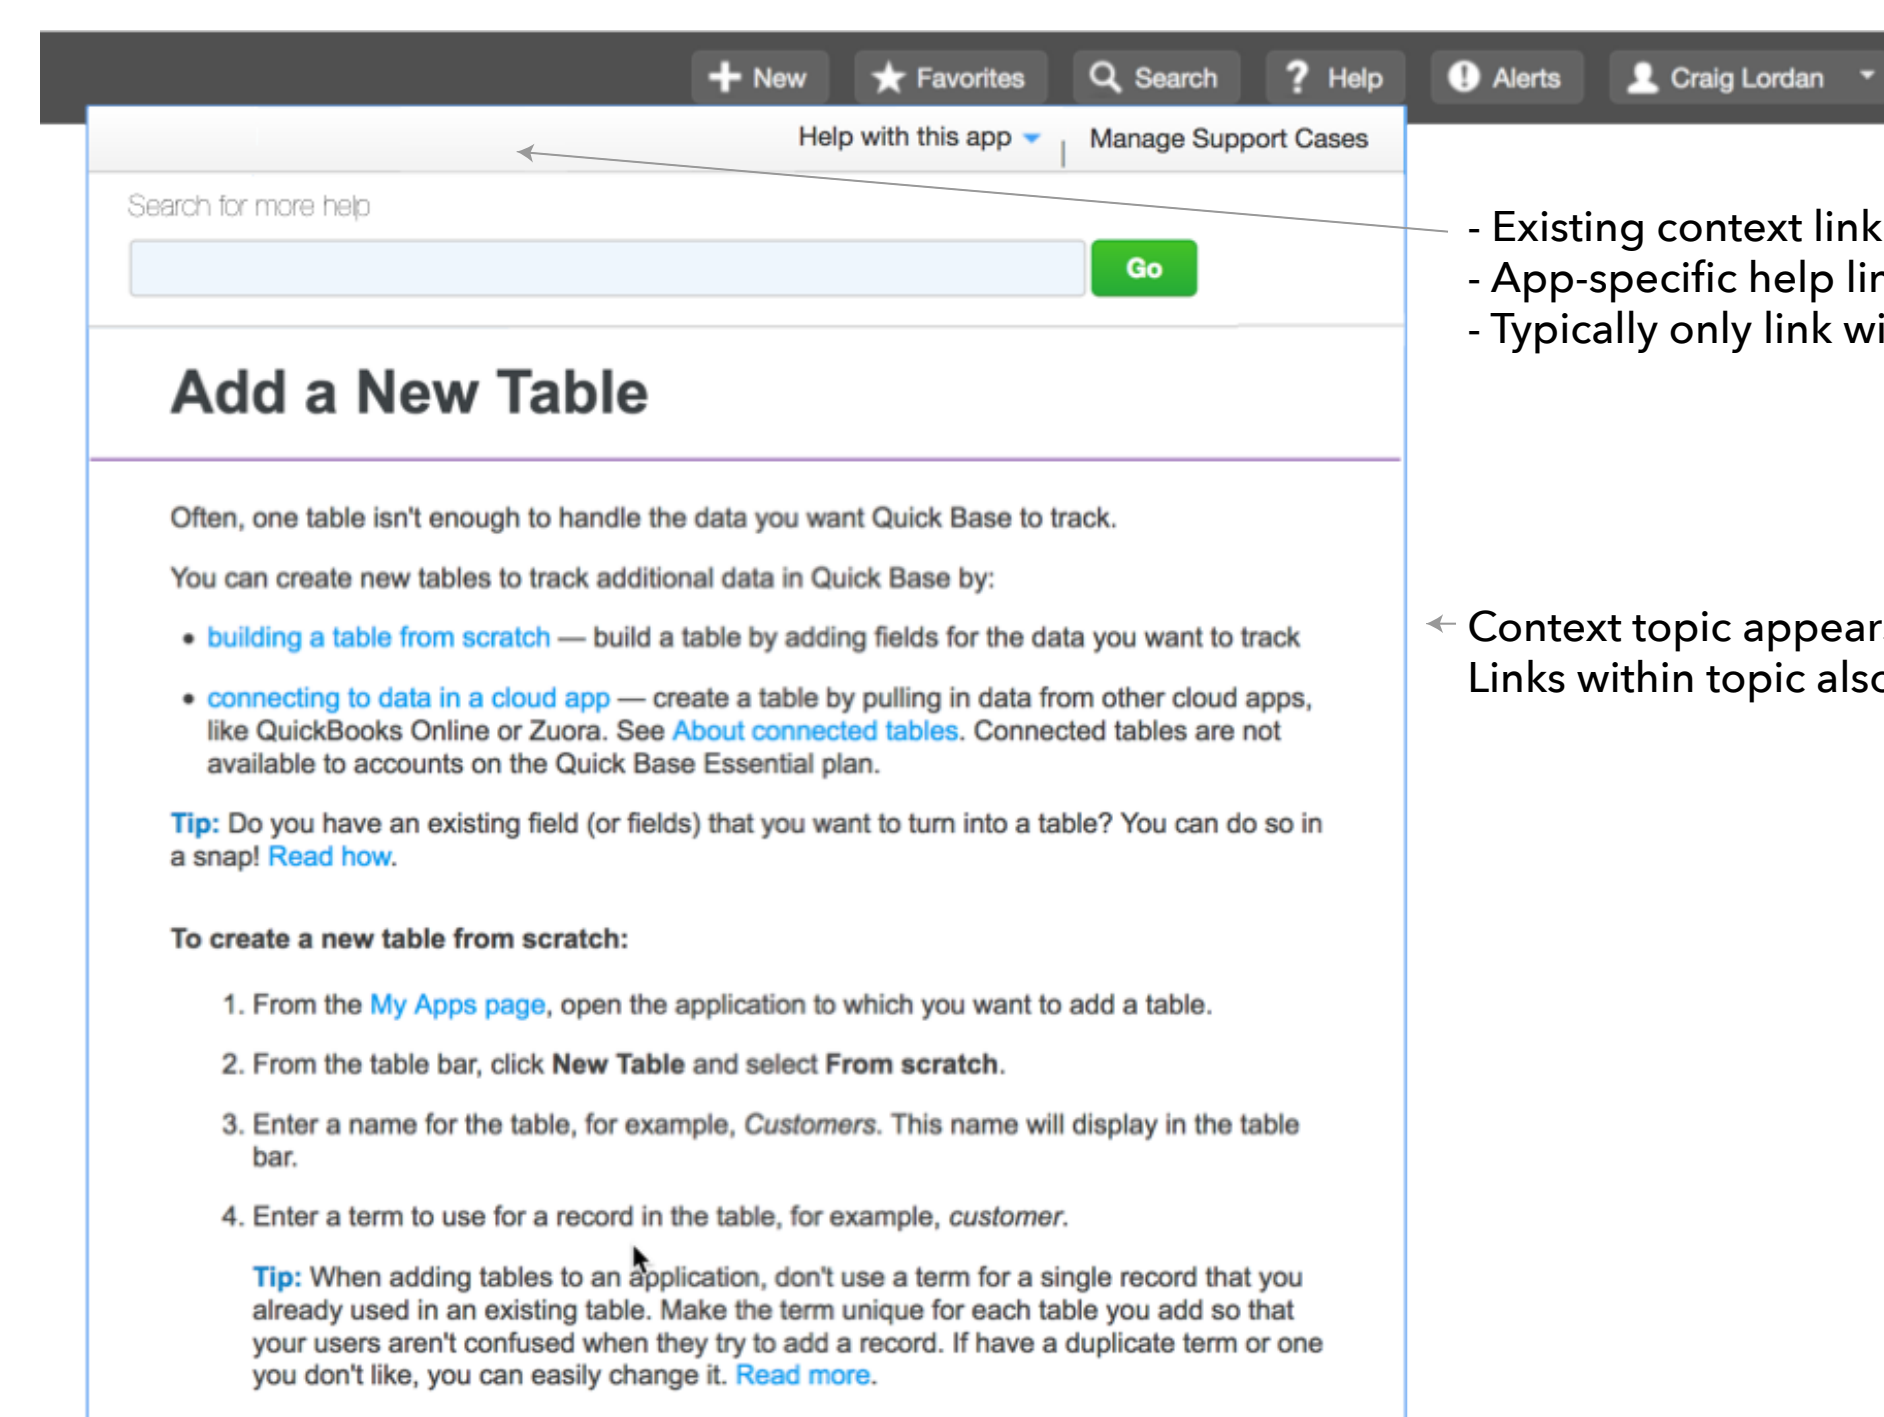 New Favorites Search ? Help Alerts Craig Lordan
Help with this app | Manage Support Cases
Search for more help
Go
- Existing context link
- App-specific help
- Typically only link
Add a New Table
Often, one table isn't enough to handle the data you want Quick Base to track.
You can create new tables to track additional data in Quick Base by:
• building a table from scratch — build a table by adding fields for the data you want to track
• connecting to data in a cloud app — create a table by pulling in data from other cloud apps,
like QuickBooks Online or Zuora. See About connected tables. Connected tables are not
available to accounts on the Quick Base Essential plan.
Context topic
Links within topic
Tip: Do you have an existing field (or fields) that you want to turn into a table? You can do so in
a snap! Read how.
To create a new table from scratch:
1. From the My Apps page, open the application to which you want to add a table.
2. From the table bar, click New Table and select From scratch.
3. Enter a name for the table, for example, Customers. This name will display in the table
bar.
4. Enter a term to use for a record in the table, for example, customer.
Tip: When adding tables to an application, don't use a term for a single record that you
already used in an existing table. Make the term unique for each table you add so that
your users aren't confused when they try to add a record. If have a duplicate term or one
you don't like, you can easily change it. Read more.